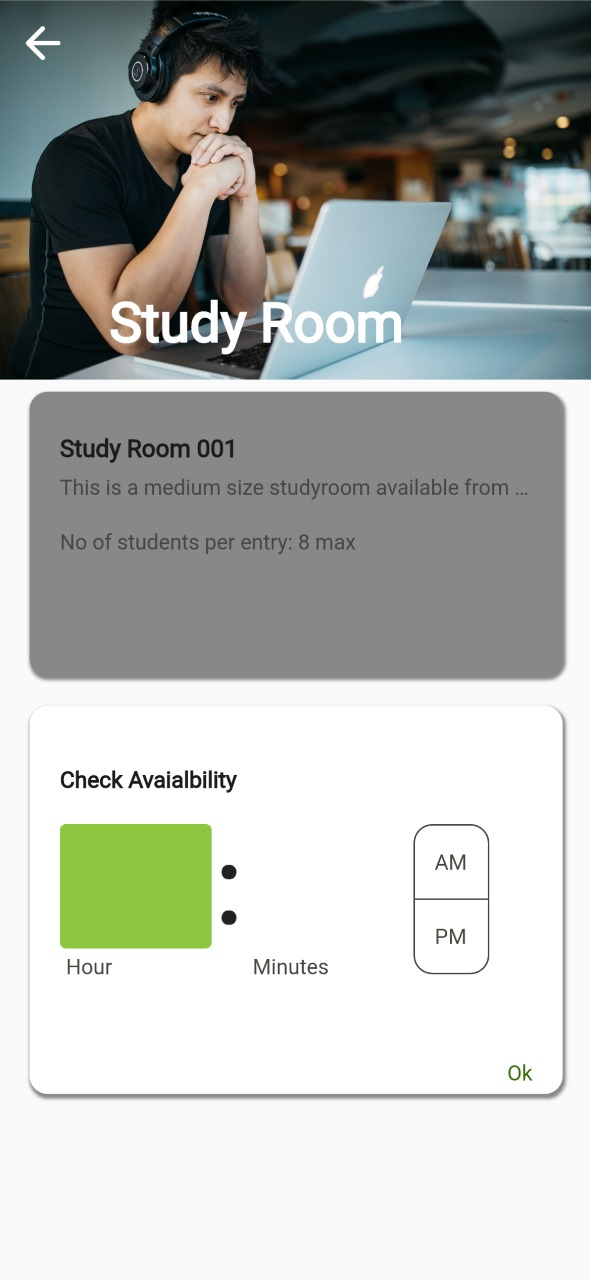 Study Room
Study Room 001
This is a medium size studyroom available from ...
No of students per entry: 8 max
Check Avaialbility
AM
PM
Hour
Minutes
Ok